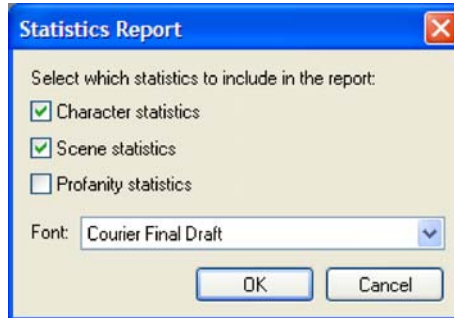 Statistics Report
Select which statistics to include in the report:
Character statistics
Scene statistics
Profanity statistics
Font: Courier Final Draft
OK Cancel